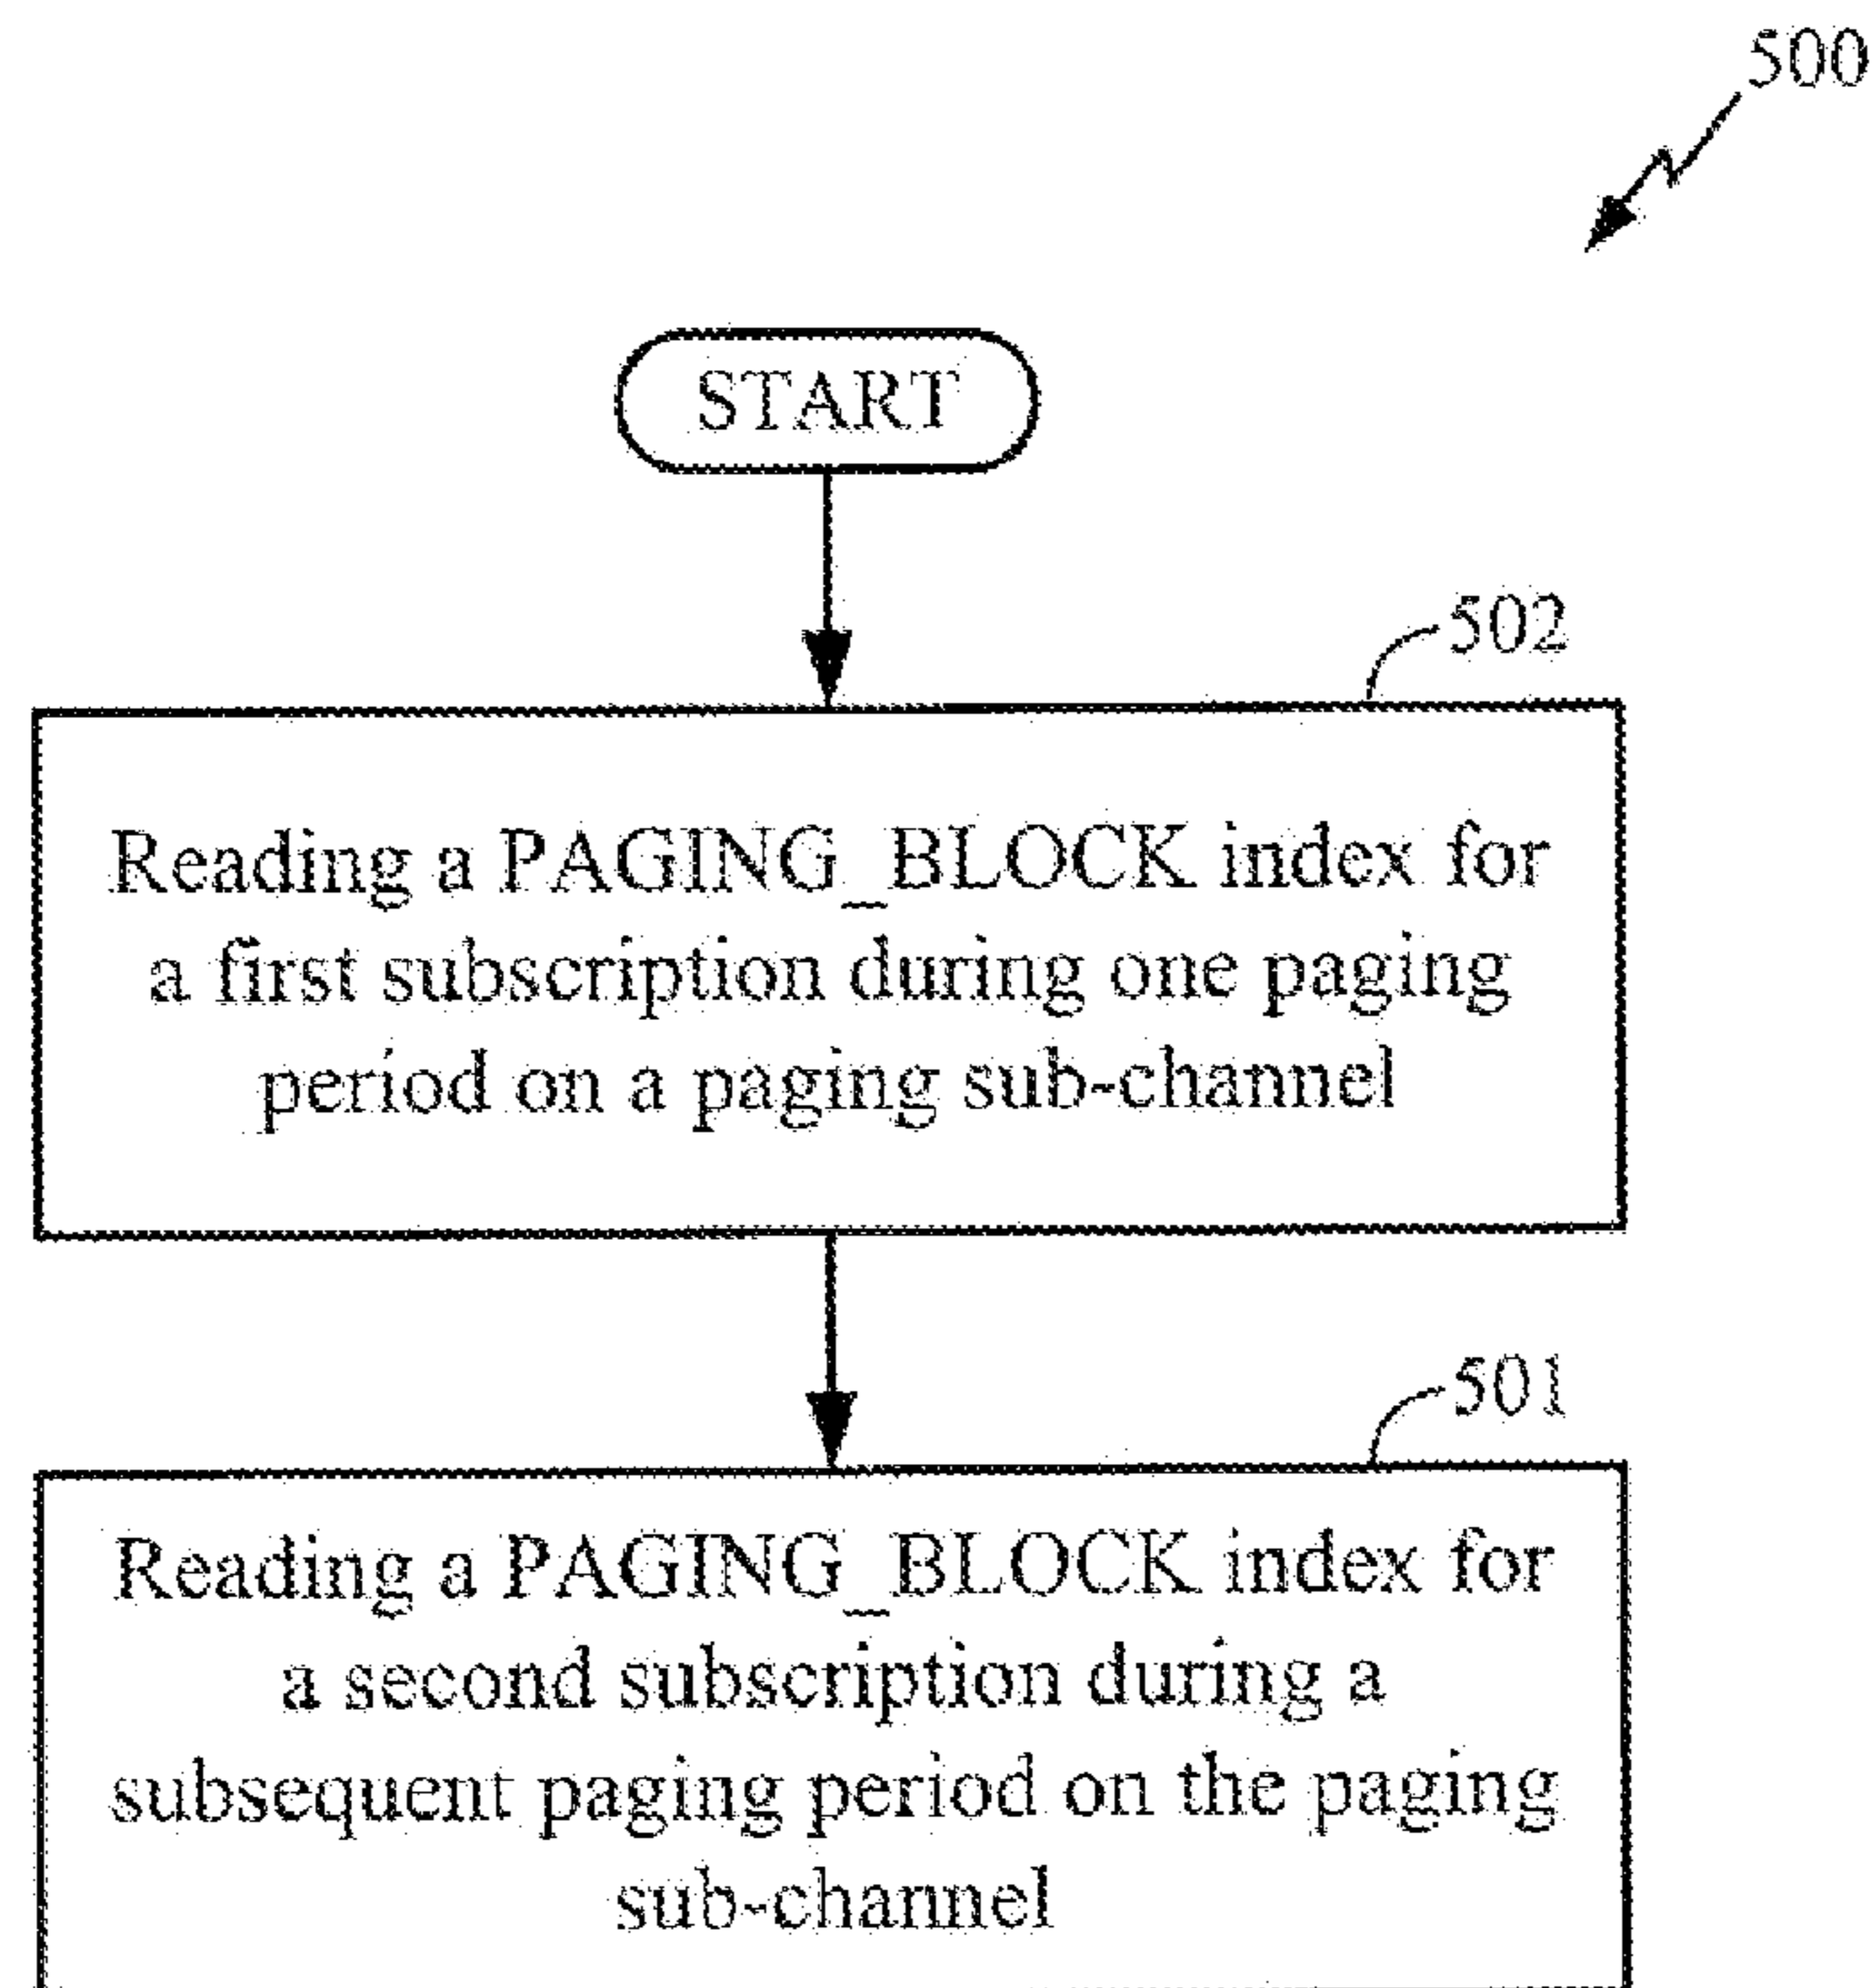 500
START
502
Reading a PAGING_BLOCK index for
a first subscription during one paging
period on a paging sub-channel
501
Reading a PAGING_BLOCK index for
a second subscription during a
subsequent paging period on the paging
sub-channel